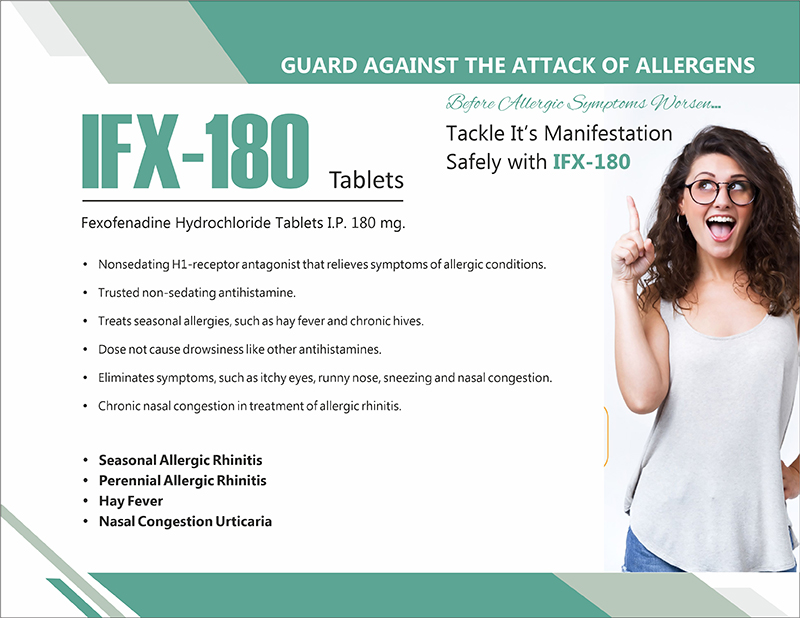 GUARD AGAINST THE ATTACK OF ALLERGENS
Before Allergic Symptoms Worsen...
Tackle It's Manifestation
Safely with IFX-180
IFX-180 Tablets
Fexofenadine Hydrochloride Tablets I.P. 180 mg.
• Nonsedating H1-receptor antagonist that relieves symptoms of allergic conditions.
• Trusted non-sedating antihistamine.
• Treats seasonal allergies, such as hay fever and chronic hives.
• Dose not cause drowsiness like other antihistamines.
• Eliminates symptoms, such as itchy eyes, runny nose, sneezing and nasal congestion.
• Chronic nasal congestion in treatment of allergic rhinitis.
• Seasonal Allergic Rhinitis
• Perennial Allergic Rhinitis
• Hay Fever
• Nasal Congestion Urticaria